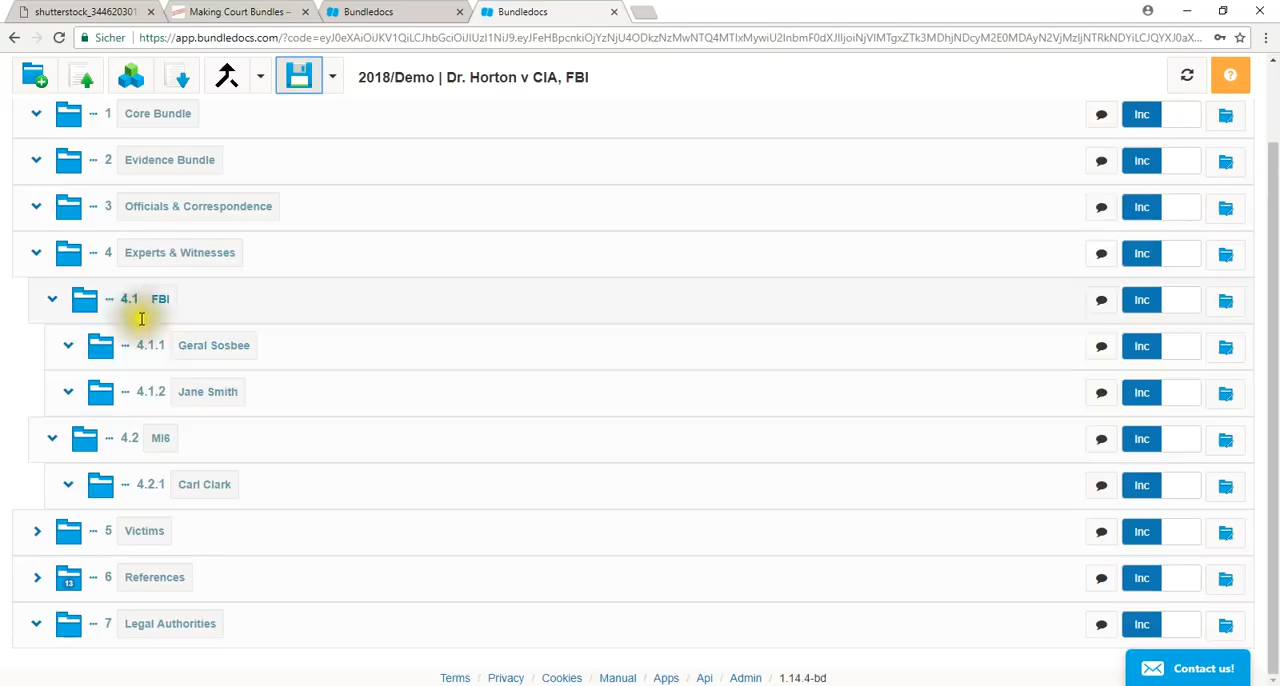 shutterstock_344620301
Making Court Bundles –
Bundledocs
Bundledocs
Sicher
https://app.bundledocs.com/?code=eyJ0eXAiOiJKV1QiLCJhbGciOiJIUzI1NiJ9.eyJFeHBpcnkiOjYzNjU4ODkzNzMwNTQ4MTIxMywiU2Vu
2018/Demo | Dr. Horton v CIA, FBI
1 Core Bundle Inc
2 Evidence Bundle Inc
3 Officials & Correspondence Inc
4 Experts & Witnesses Inc
4.1 FBI Inc
4.1.1 Geral Sosbee Inc
4.1.2 Jane Smith Inc
4.2 MI6 Inc
4.2.1 Carl Clark Inc
5 Victims Inc
13 6 References Inc
7 Legal Authorities Inc
Contact us!
Terms / Privacy / Cookies / Manual / Apps / Api / Admin / 1.14.4-bd